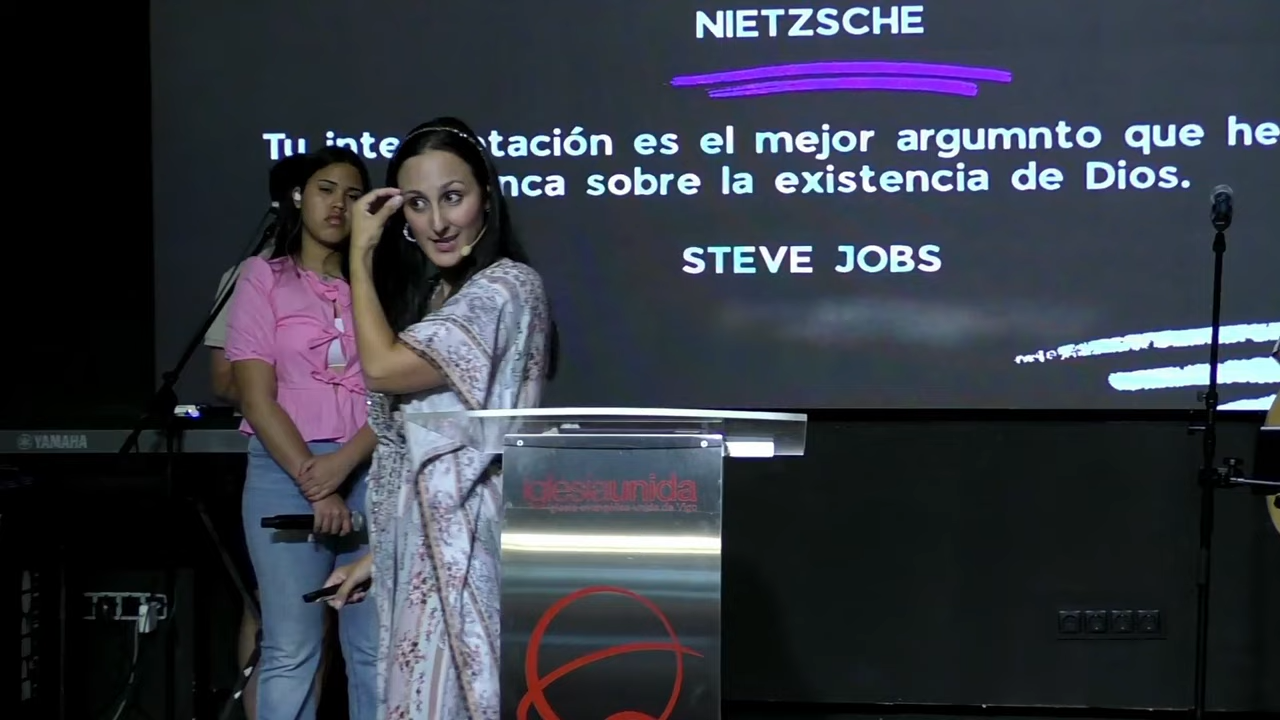 NIETZSCHE
Tu inte tación es el mejor argumnto que he
nca sobre la existencia de Dios.
STEVE JOBS
YAMAHA
iglesiaunida